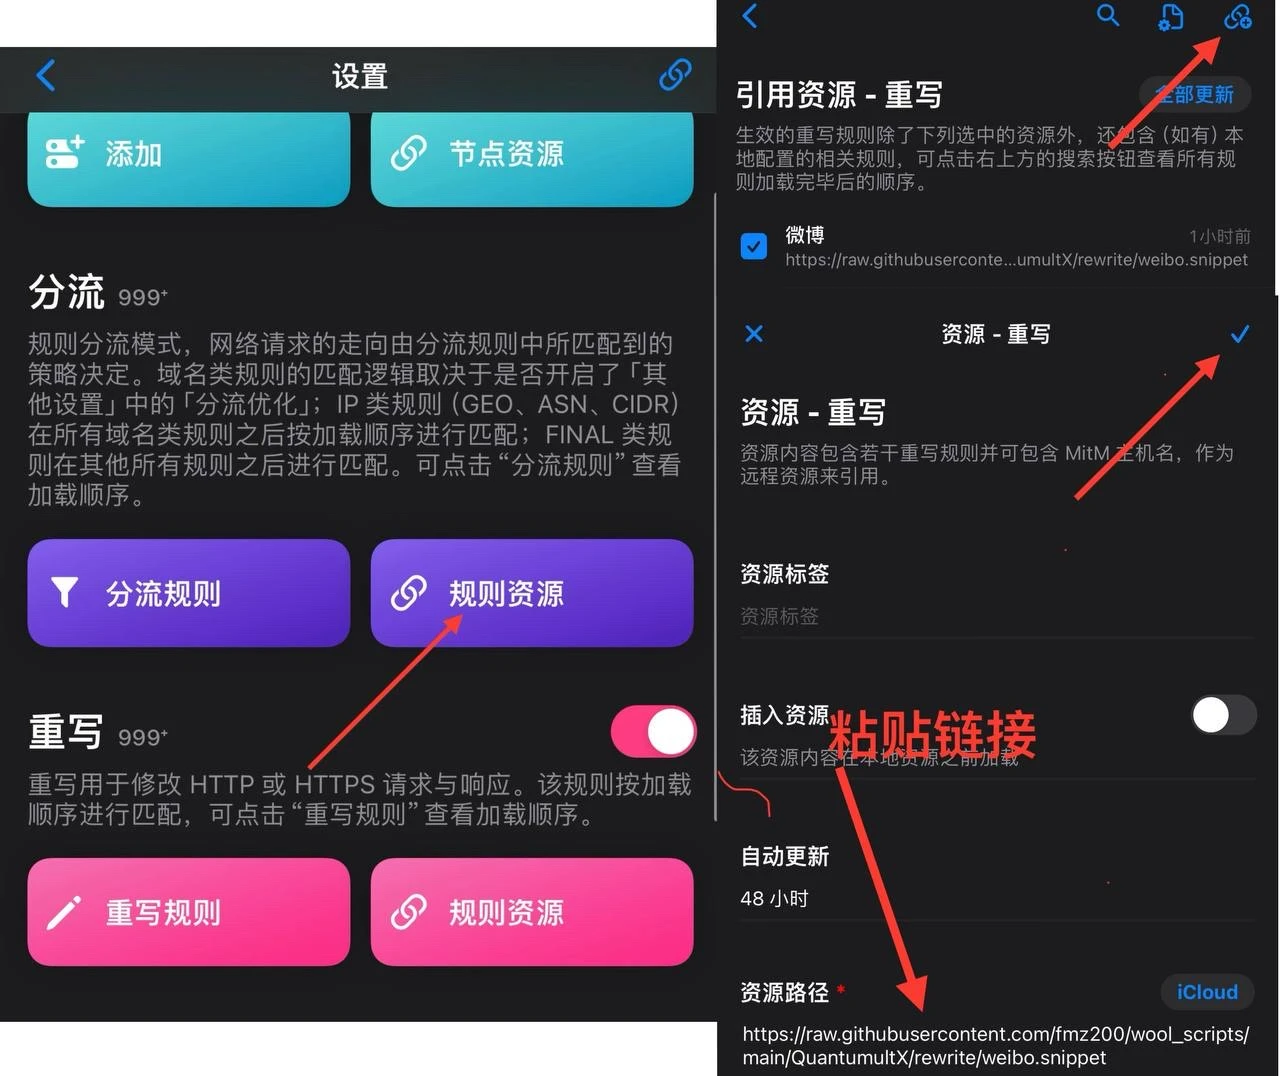 设置
添加
节点资源
分流 999+
规则分流模式，网络请求的走向由分流规则中所匹配到的
策略决定。域名类规则的匹配逻辑取决于是否开启了「其
他设置」中的「分流优化」；IP 类规则（GEO、ASN、CIDR）
在所有域名类规则之后按加载顺序进行匹配；FINAL 类规
则在其他所有规则之后进行匹配。可点击“分流规则”查看
加载顺序。
分流规则
规则资源
重写 999+
重写用于修改 HTTP 或 HTTPS 请求与响应。该规则按加载
顺序进行匹配，可点击“重写规则”查看加载顺序。
重写规则
规则资源
引用资源 - 重写
全部更新
生效的重写规则除了下列选中的资源外，还包含（如有）本
地配置的相关规则，可点击右上方的搜索按钮查看所有规
则加载完毕后的顺序。
微博
1小时前
https://raw.githubuserconte...umultX/rewrite/weibo.snippet
资源 - 重写
资源 - 重写
资源内容包含若干重写规则并可包含 MitM 主机名，作为
远程资源来引用。
资源标签
资源标签
插入资源
粘贴链接
该资源内容在本地资源之前加载
自动更新
48 小时
资源路径 *
iCloud
https://raw.githubusercontent.com/fmz200/wool_scripts/
main/QuantumultX/rewrite/weibo.snippet